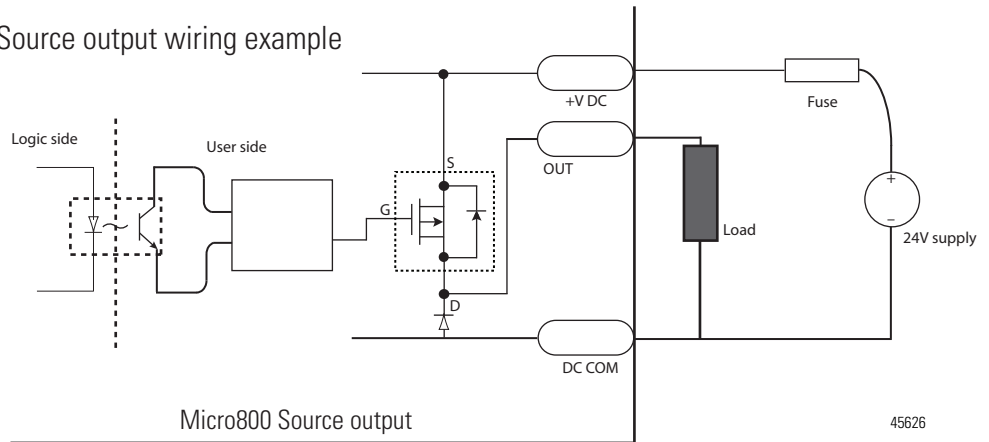 Source output wiring example
+V DC
Fuse
Logic side
User side
OUT
S
G
+
–
Load
24V supply
D
DC COM
Micro800 Source output
45626